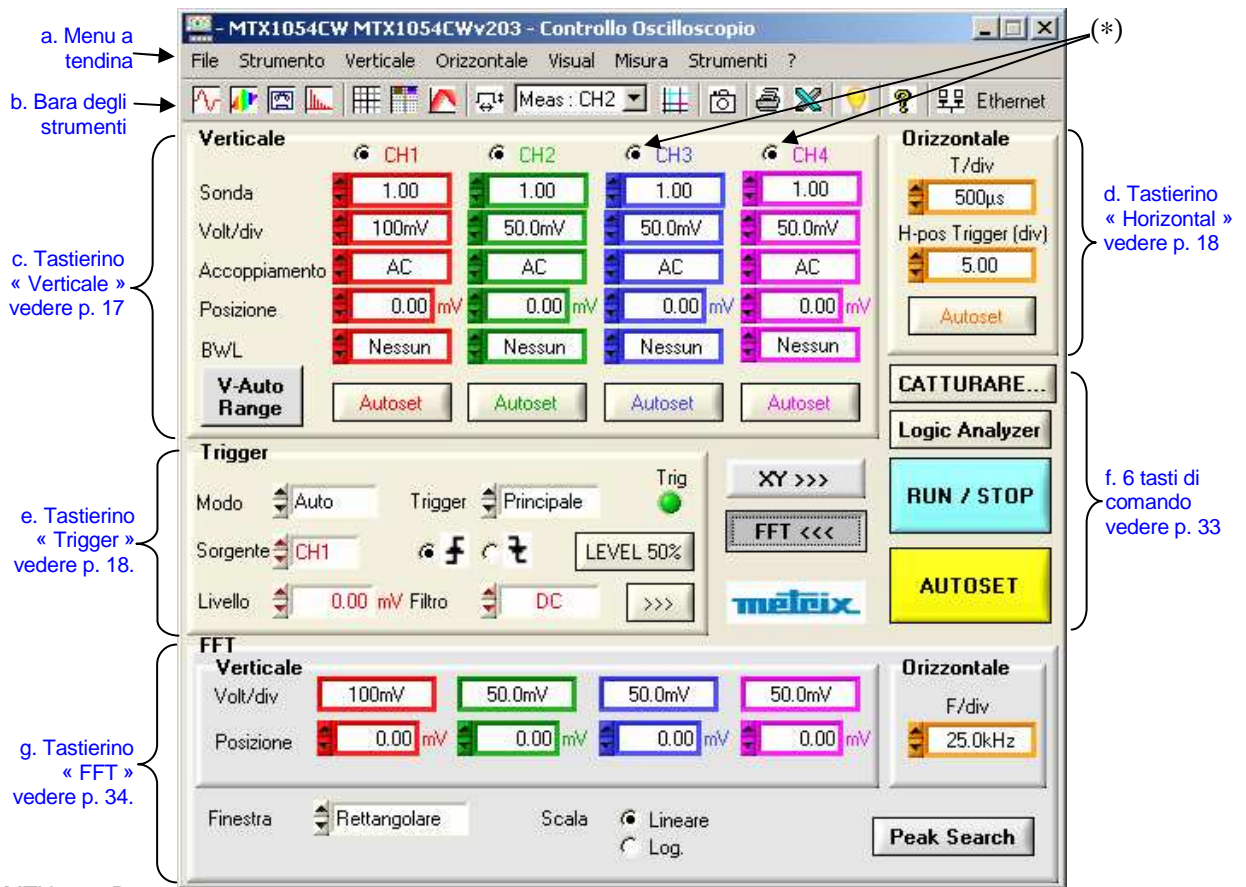 - MTX1054CW MTX1054CWv203 - Controllo Oscilloscopio
(*)
a. Menu a
tendina
File Strumento Verticale Orizzontale Visual Misura Strumenti ?
b. Bara degli
strumenti
Meas : CH2
Ethernet
Verticale
CH1 CH2 CH3 CH4
Sonda 1.00 1.00 1.00 1.00
Volt/div 100mV 50.0mV 50.0mV 50.0mV
Accoppiamento AC AC AC AC
Posizione 0.00 mV 0.00 mV 0.00 mV 0.00 mV
BWL Nessun Nessun Nessun Nessun
V-Auto
Range
Autoset Autoset Autoset Autoset
c. Tastierino
« Verticale »
vedere p. 17
Orizzontale
T/div
500µs
H-pos Trigger (div)
5.00
Autoset
d. Tastierino
« Horizontal »
vedere p. 18
CATTURARE...
Logic Analyzer
RUN / STOP
AUTOSET
f. 6 tasti di
comando
vedere p. 33
Trigger
Trig
Modo Auto Trigger Principale
Sorgente CH1 LEVEL 50%
Livello 0.00 mV Filtro DC >>>
e. Tastierino
« Trigger »
vedere p. 18.
XY >>>
FFT <<<
metrix
FFT
Verticale
Volt/div 100mV 50.0mV 50.0mV 50.0mV
Posizione 0.00 mV 0.00 mV 0.00 mV 0.00 mV
Orizzontale
F/div
25.0kHz
g. Tastierino
« FFT »
vedere p. 34.
Finestra Rettangolare Scala Lineare
Log.
Peak Search